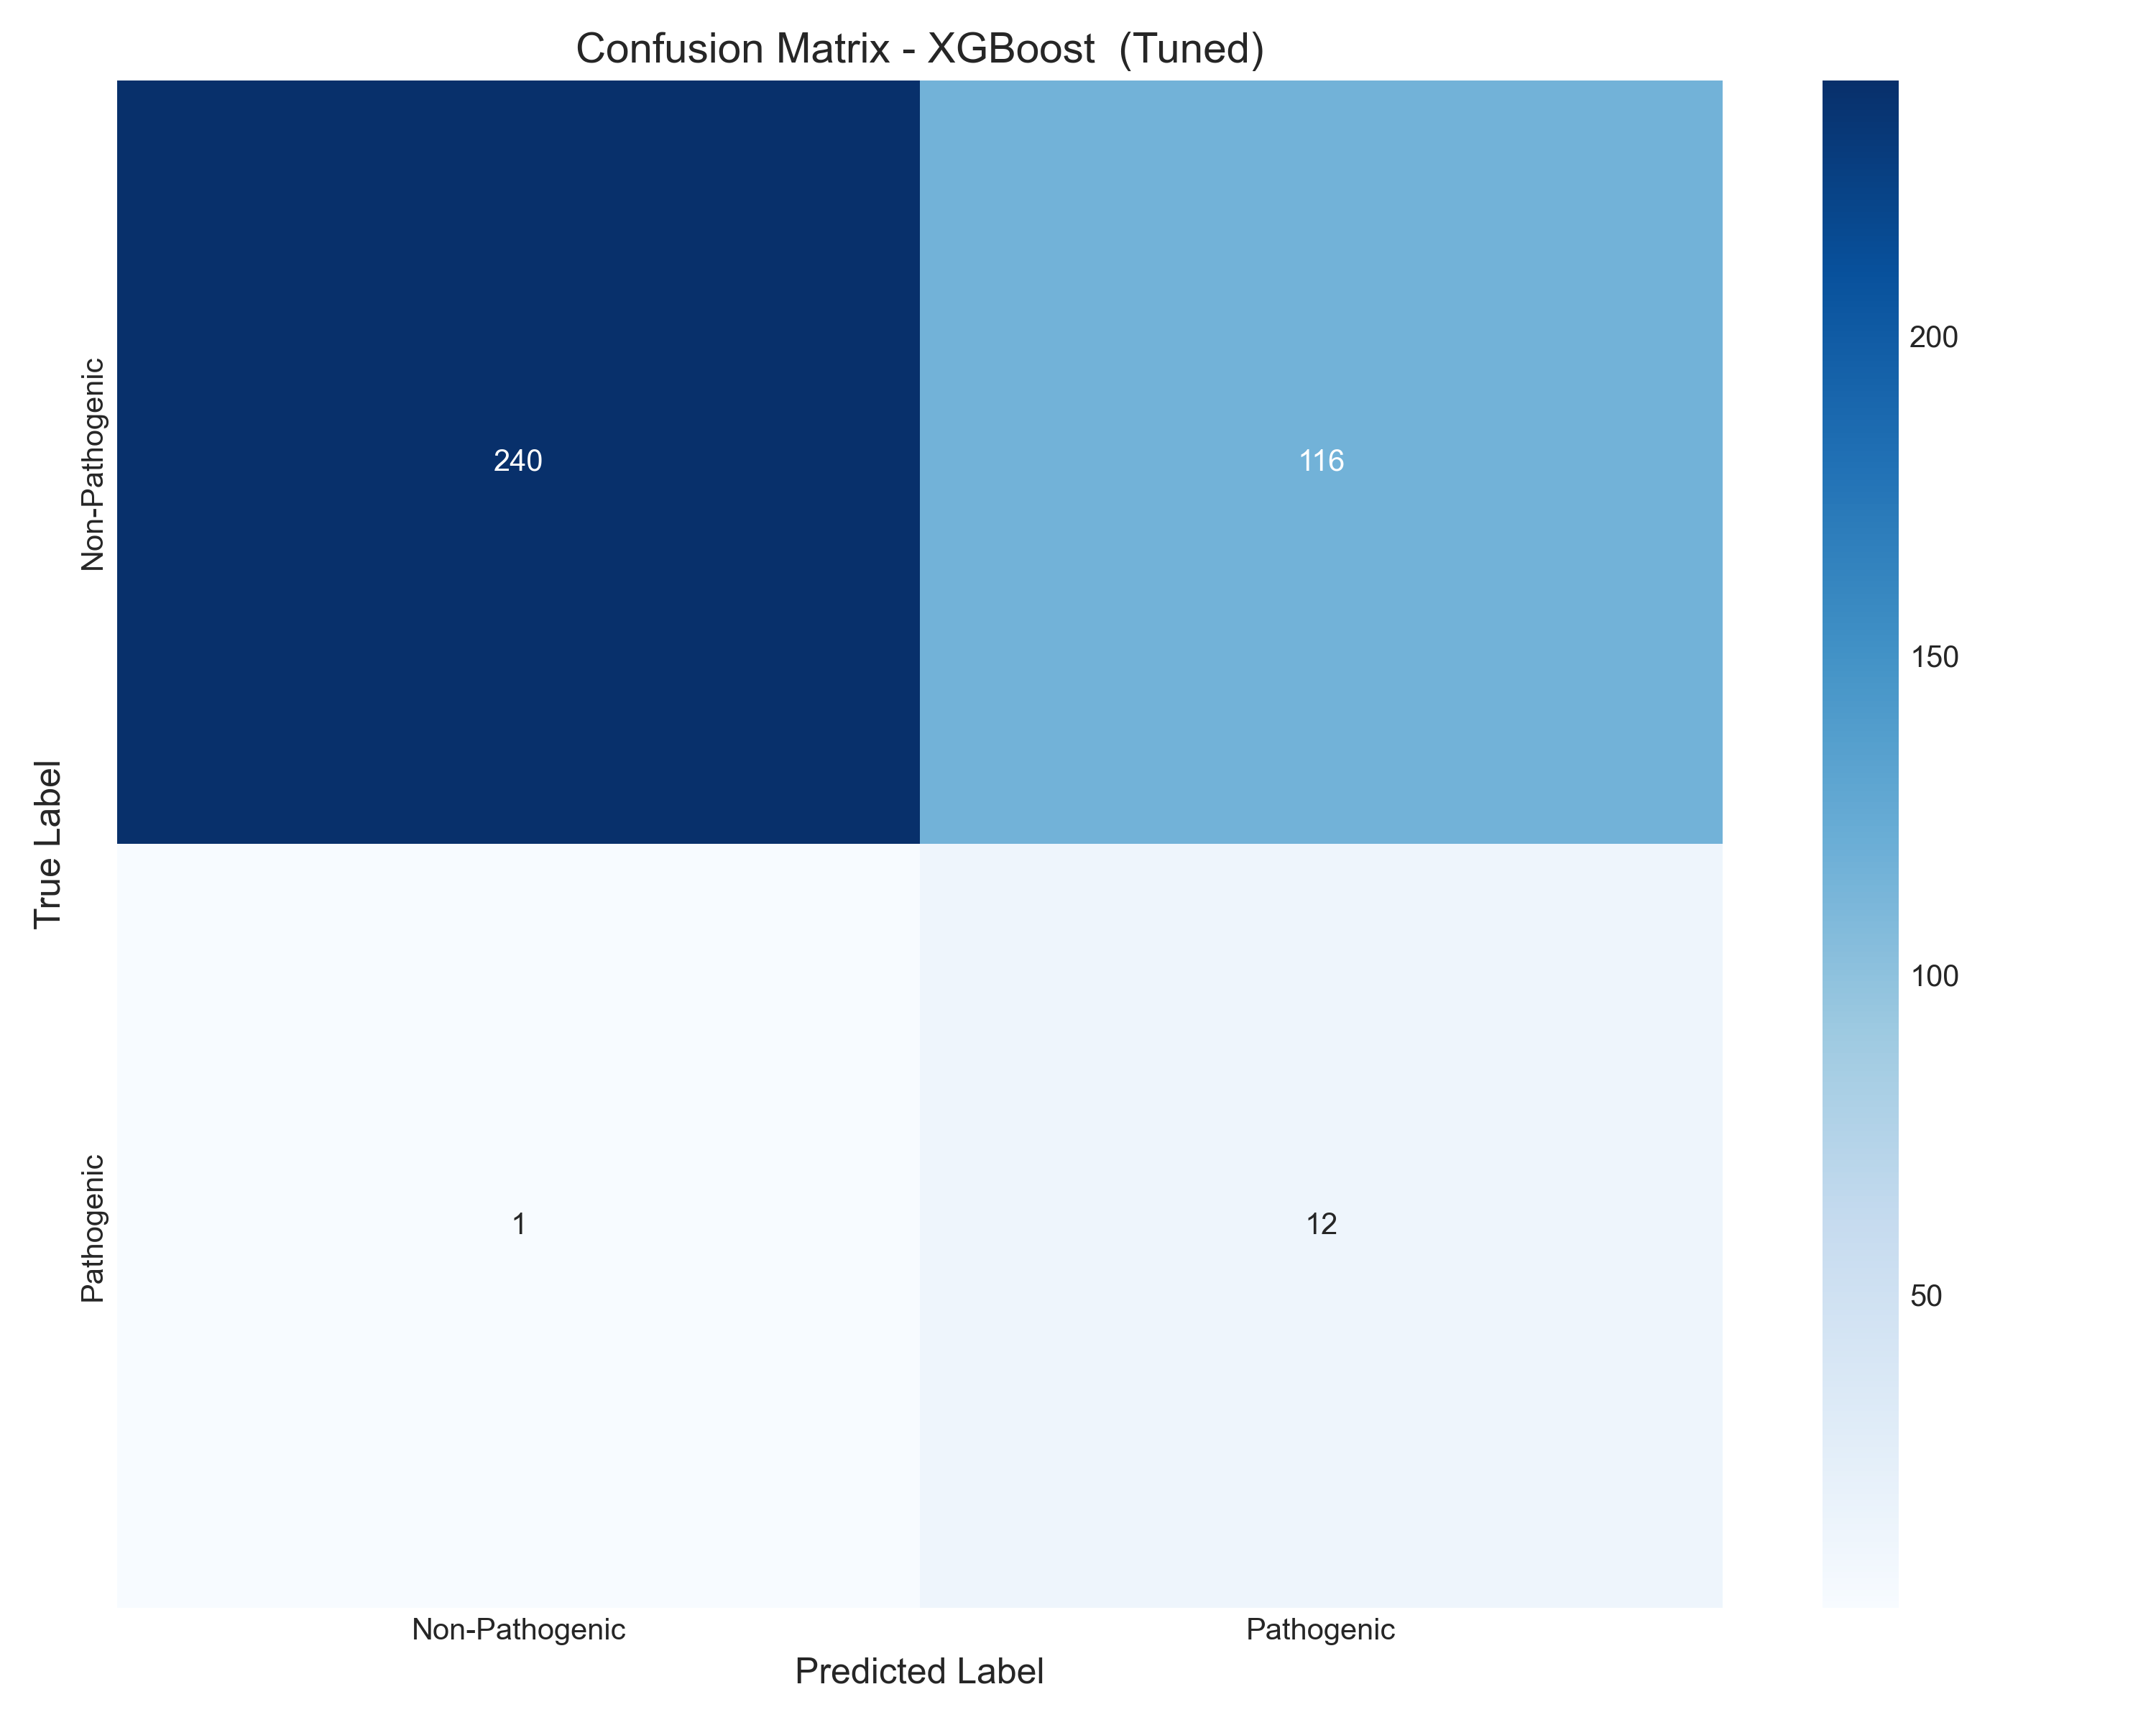 Confusion Matrix - XGBoost  (Tuned)
True Label
Non-Pathogenic
240
116
Pathogenic
1
12
Non-Pathogenic
Pathogenic
Predicted Label
200
150
100
50